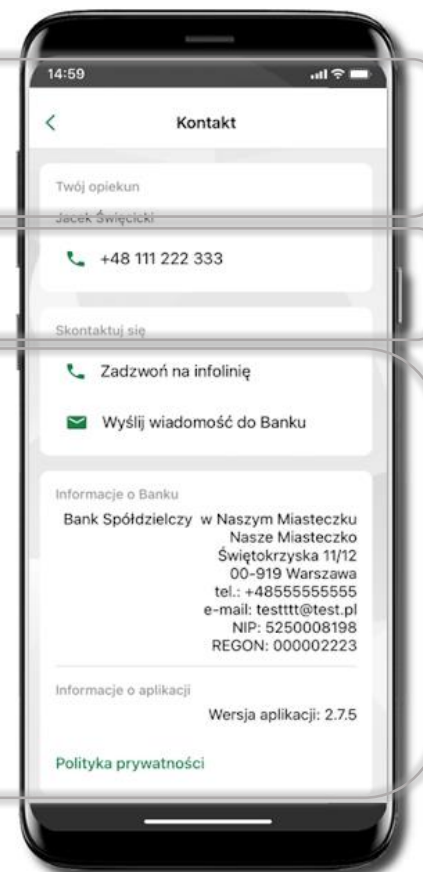 14:59
Kontakt
Twój opiekun
Jacek Święcicki
+48 111 222 333
Skontaktuj się
Zadzwoń na infolinię
Wyślij wiadomość do Banku
Informacje o Banku
Bank Spółdzielczy w Naszym Miasteczku
Nasze Miasteczko
Świętokrzyska 11/12
00-919 Warszawa
tel.: +48555555555
e-mail: testttt@test.pl
NIP: 5250008198
REGON: 000002223
Informacje o aplikacji
Wersja aplikacji: 2.7.5
Polityka prywatności